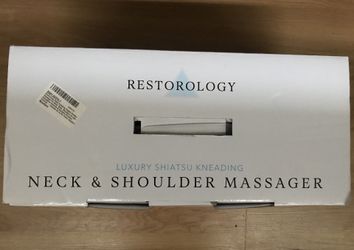 RESTOROLOGY
LUXURY SHIATSU KNEADING
NECK & SHOULDER MASSAGER